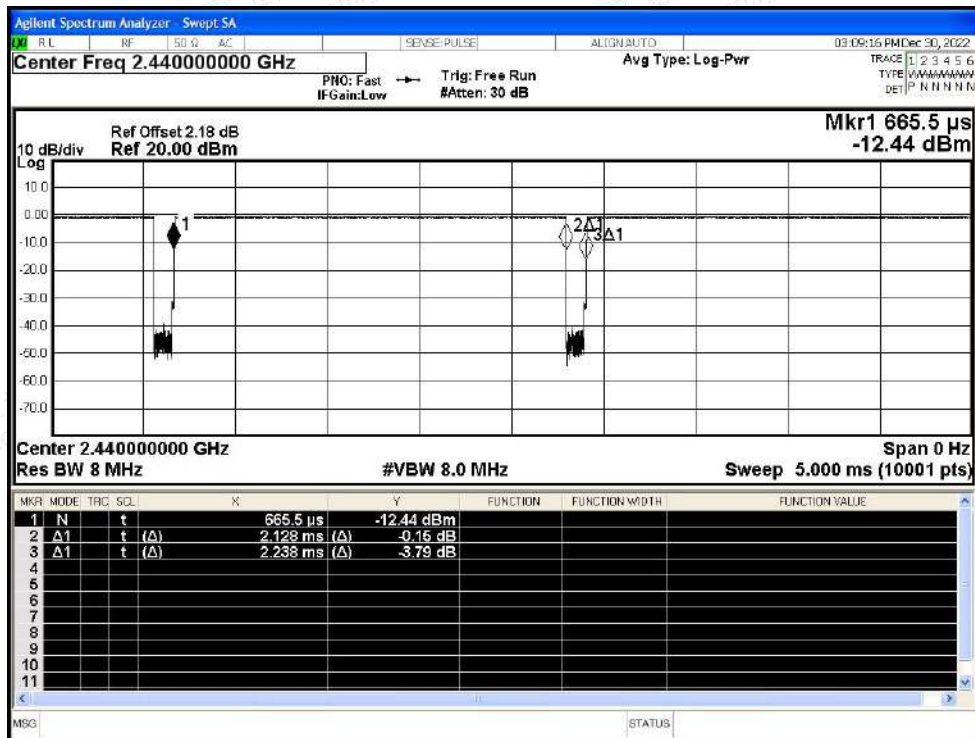 Agilent Spectrum Analyzer - Swept SA
LXI RL RF 50 Ω AC SENSE:PULSE ALIGNAUTO 03:09:16 PM Dec 30, 2022
Center Freq 2.440000000 GHz Avg Type: Log-Pwr TRACE 1 2 3 4 5 6
PNO: Fast Trig: Free Run TYPE WWWWWWW
IFGain:Low #Atten: 30 dB DET P N N N N N
Mkr1 665.5 µs
Ref Offset 2.18 dB
10 dB/div Ref 20.00 dBm -12.44 dBm
Log
10.0
0.00
1 2Δ1
-10.0 3Δ1
-20.0
-30.0
-40.0
-50.0
-60.0
-70.0
Center 2.440000000 GHz Span 0 Hz
Res BW 8 MHz #VBW 8.0 MHz Sweep 5.000 ms (10001 pts)
MKR MODE TRC SCL X Y FUNCTION FUNCTION WIDTH FUNCTION VALUE
1 N t 665.5 µs -12.44 dBm
2 Δ1 t (Δ) 2.128 ms (Δ) -0.16 dB
3 Δ1 t (Δ) 2.238 ms (Δ) -3.79 dB
4
5
6
7
8
9
10
11
MSG STATUS